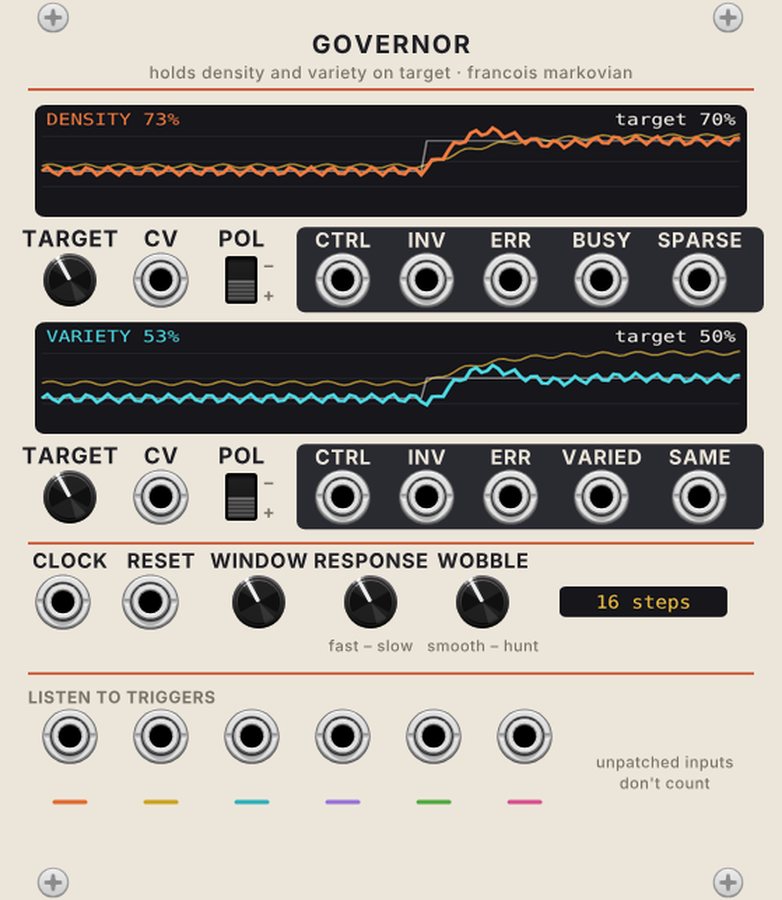 GOVERNOR
holds density and variety on target · francois markovian
DENSITY 73% target 70%
TARGET CV POL CTRL INV ERR BUSY SPARSE
−
+
VARIETY 53% target 50%
TARGET CV POL CTRL INV ERR VARIED SAME
−
+
CLOCK RESET WINDOW RESPONSE WOBBLE
16 steps
fast – slow smooth – hunt
LISTEN TO TRIGGERS
unpatched inputs
don't count